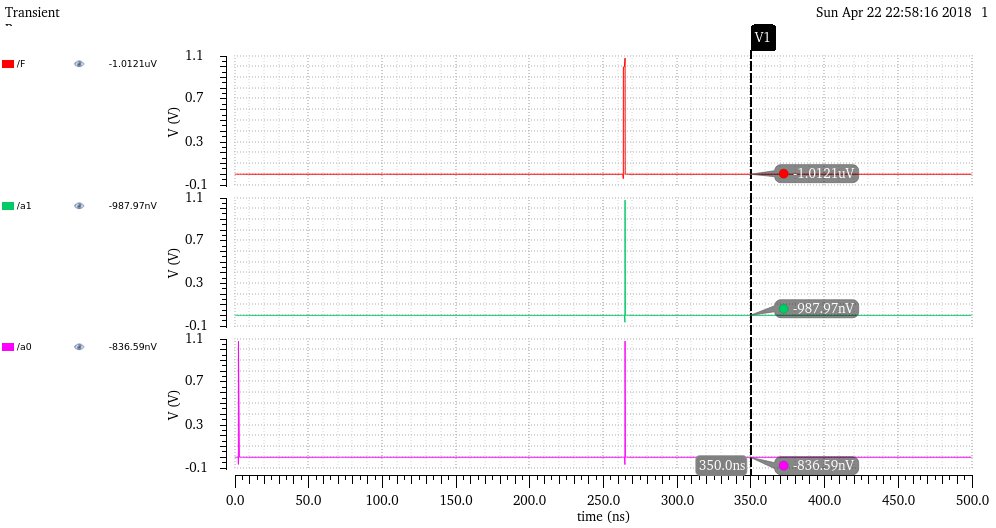 Transient Sun Apr 22 22:58:16 2018 1
V1
/F -1.0121uV
1.1
0.7
0.3
-0.1
V (V)
-1.0121uV
/a1 -987.97nV
1.1
0.7
0.3
-0.1
V (V)
-987.97nV
/a0 -836.59nV
1.1
0.7
0.3
-0.1
V (V)
350.0ns -836.59nV
0.0 50.0 100.0 150.0 200.0 250.0 300.0 350.0 400.0 450.0 500.0
time (ns)